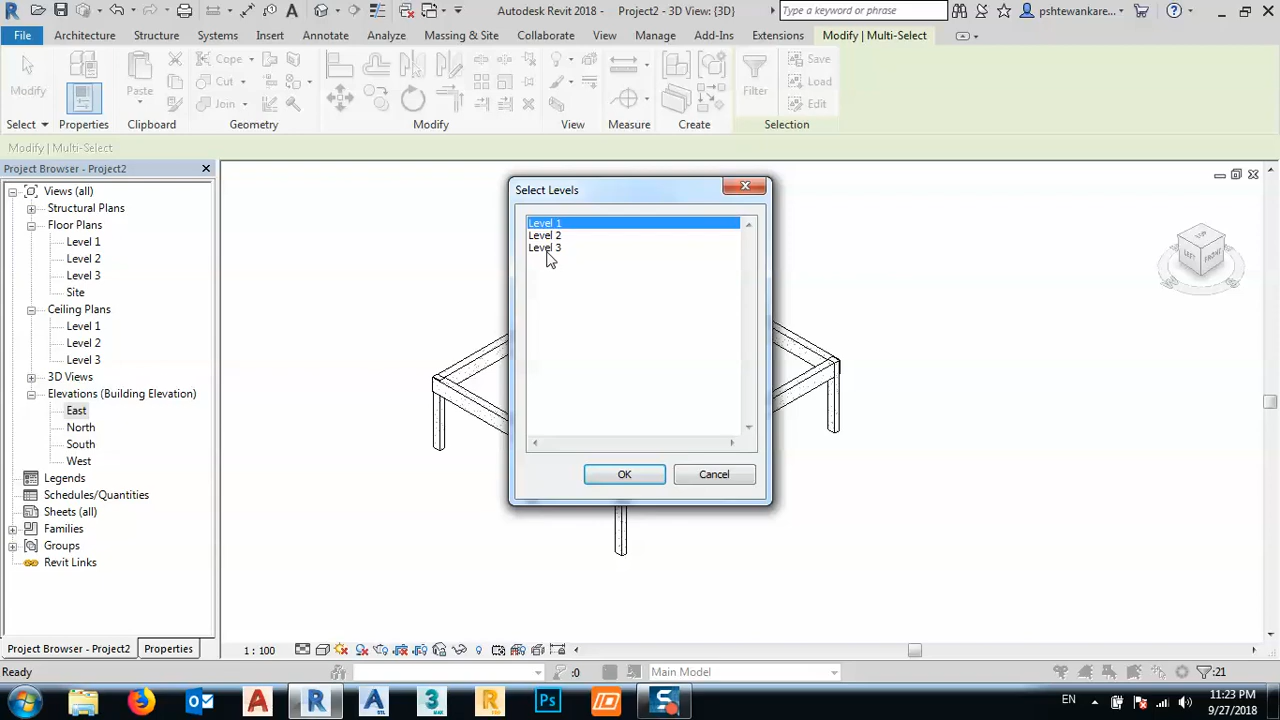 Autodesk Revit 2018 - Project2 - 3D View: {3D}
Type a keyword or phrase
pshtewankare...
File Architecture Structure Systems Insert Annotate Analyze Massing & Site Collaborate View Manage Add-Ins Extensions Modify | Multi-Select
Modify
Paste
Cope
Cut
Join
Filter
Save
Load
Edit
Select Properties Clipboard Geometry Modify View Measure Create Selection
Modify | Multi-Select
Project Browser - Project2
Views (all)
Structural Plans
Floor Plans
Level 1
Level 2
Level 3
Site
Ceiling Plans
Level 1
Level 2
Level 3
3D Views
Elevations (Building Elevation)
East
North
South
West
Legends
Schedules/Quantities
Sheets (all)
Families
Groups
Revit Links
Project Browser - Project2 Properties
Select Levels
Level 1
Level 2
Level 3
OK Cancel
TOP
LEFT FRONT
1 : 100
Ready
:0
Main Model
:21
EN
11:23 PM
9/27/2018